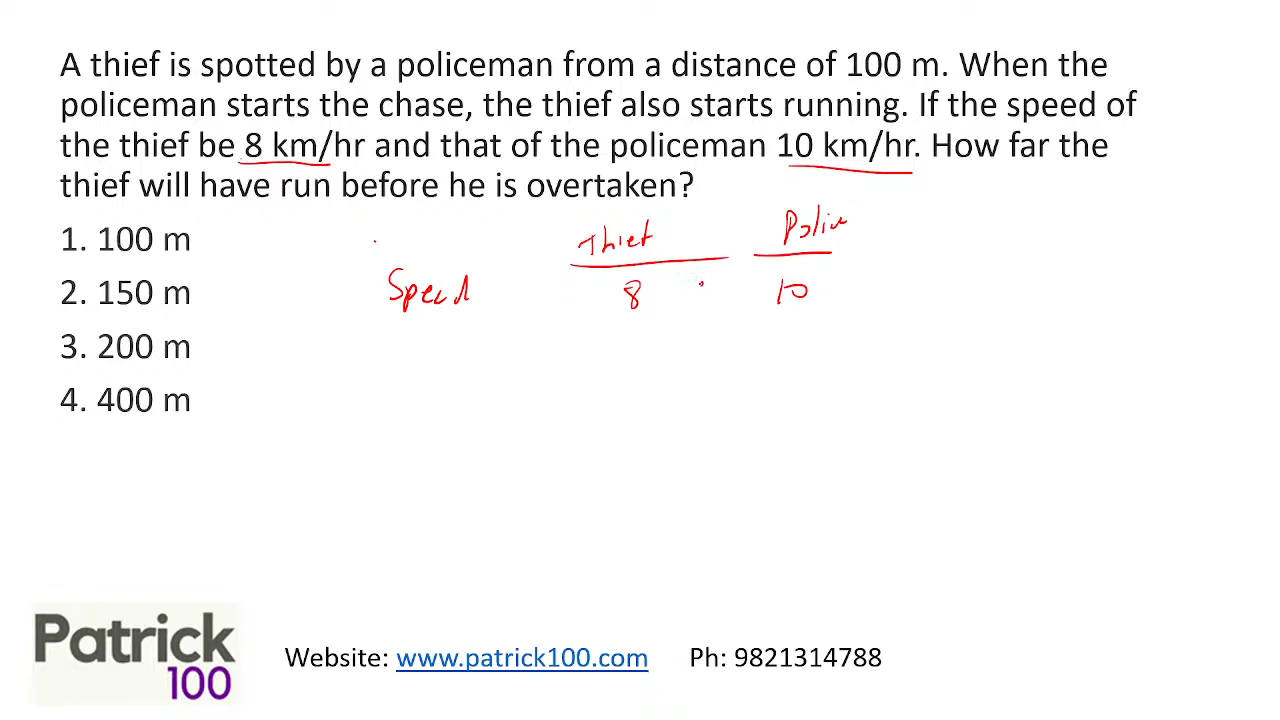 A thief is spotted by a policeman from a distance of 100 m. When the
policeman starts the chase, the thief also starts running. If the speed of
the thief be 8 km/hr and that of the policeman 10 km/hr. How far the
thief will have run before he is overtaken?
1. 100 m
Thief Police
2. 150 m
Speed 8 10
3. 200 m
4. 400 m
Patrick
100
Website: www.patrick100.com Ph: 9821314788